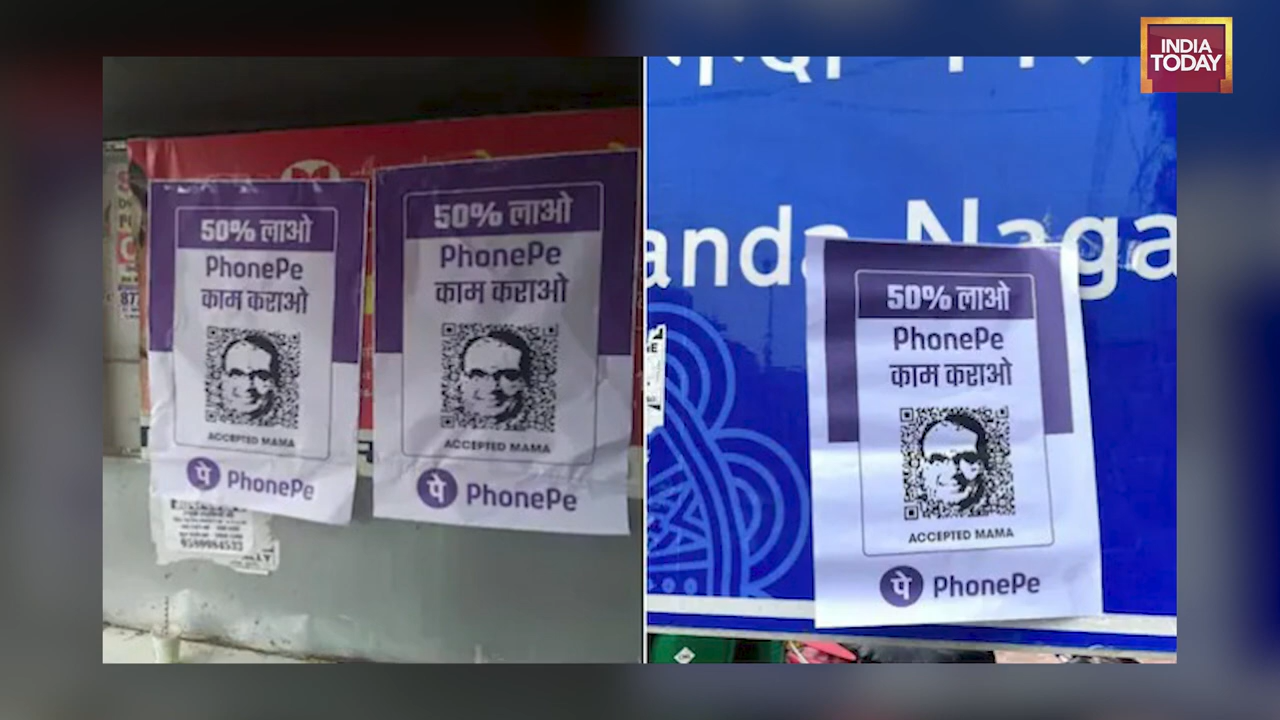 INDIA
TODAY
50% लाओ
PhonePe
काम कराओ
ACCEPTED MAMA
पे PhonePe
9589984533
50% लाओ
PhonePe
काम कराओ
ACCEPTED MAMA
पे PhonePe
anda Naga
50% लाओ
PhonePe
काम कराओ
ACCEPTED MAMA
पे PhonePe